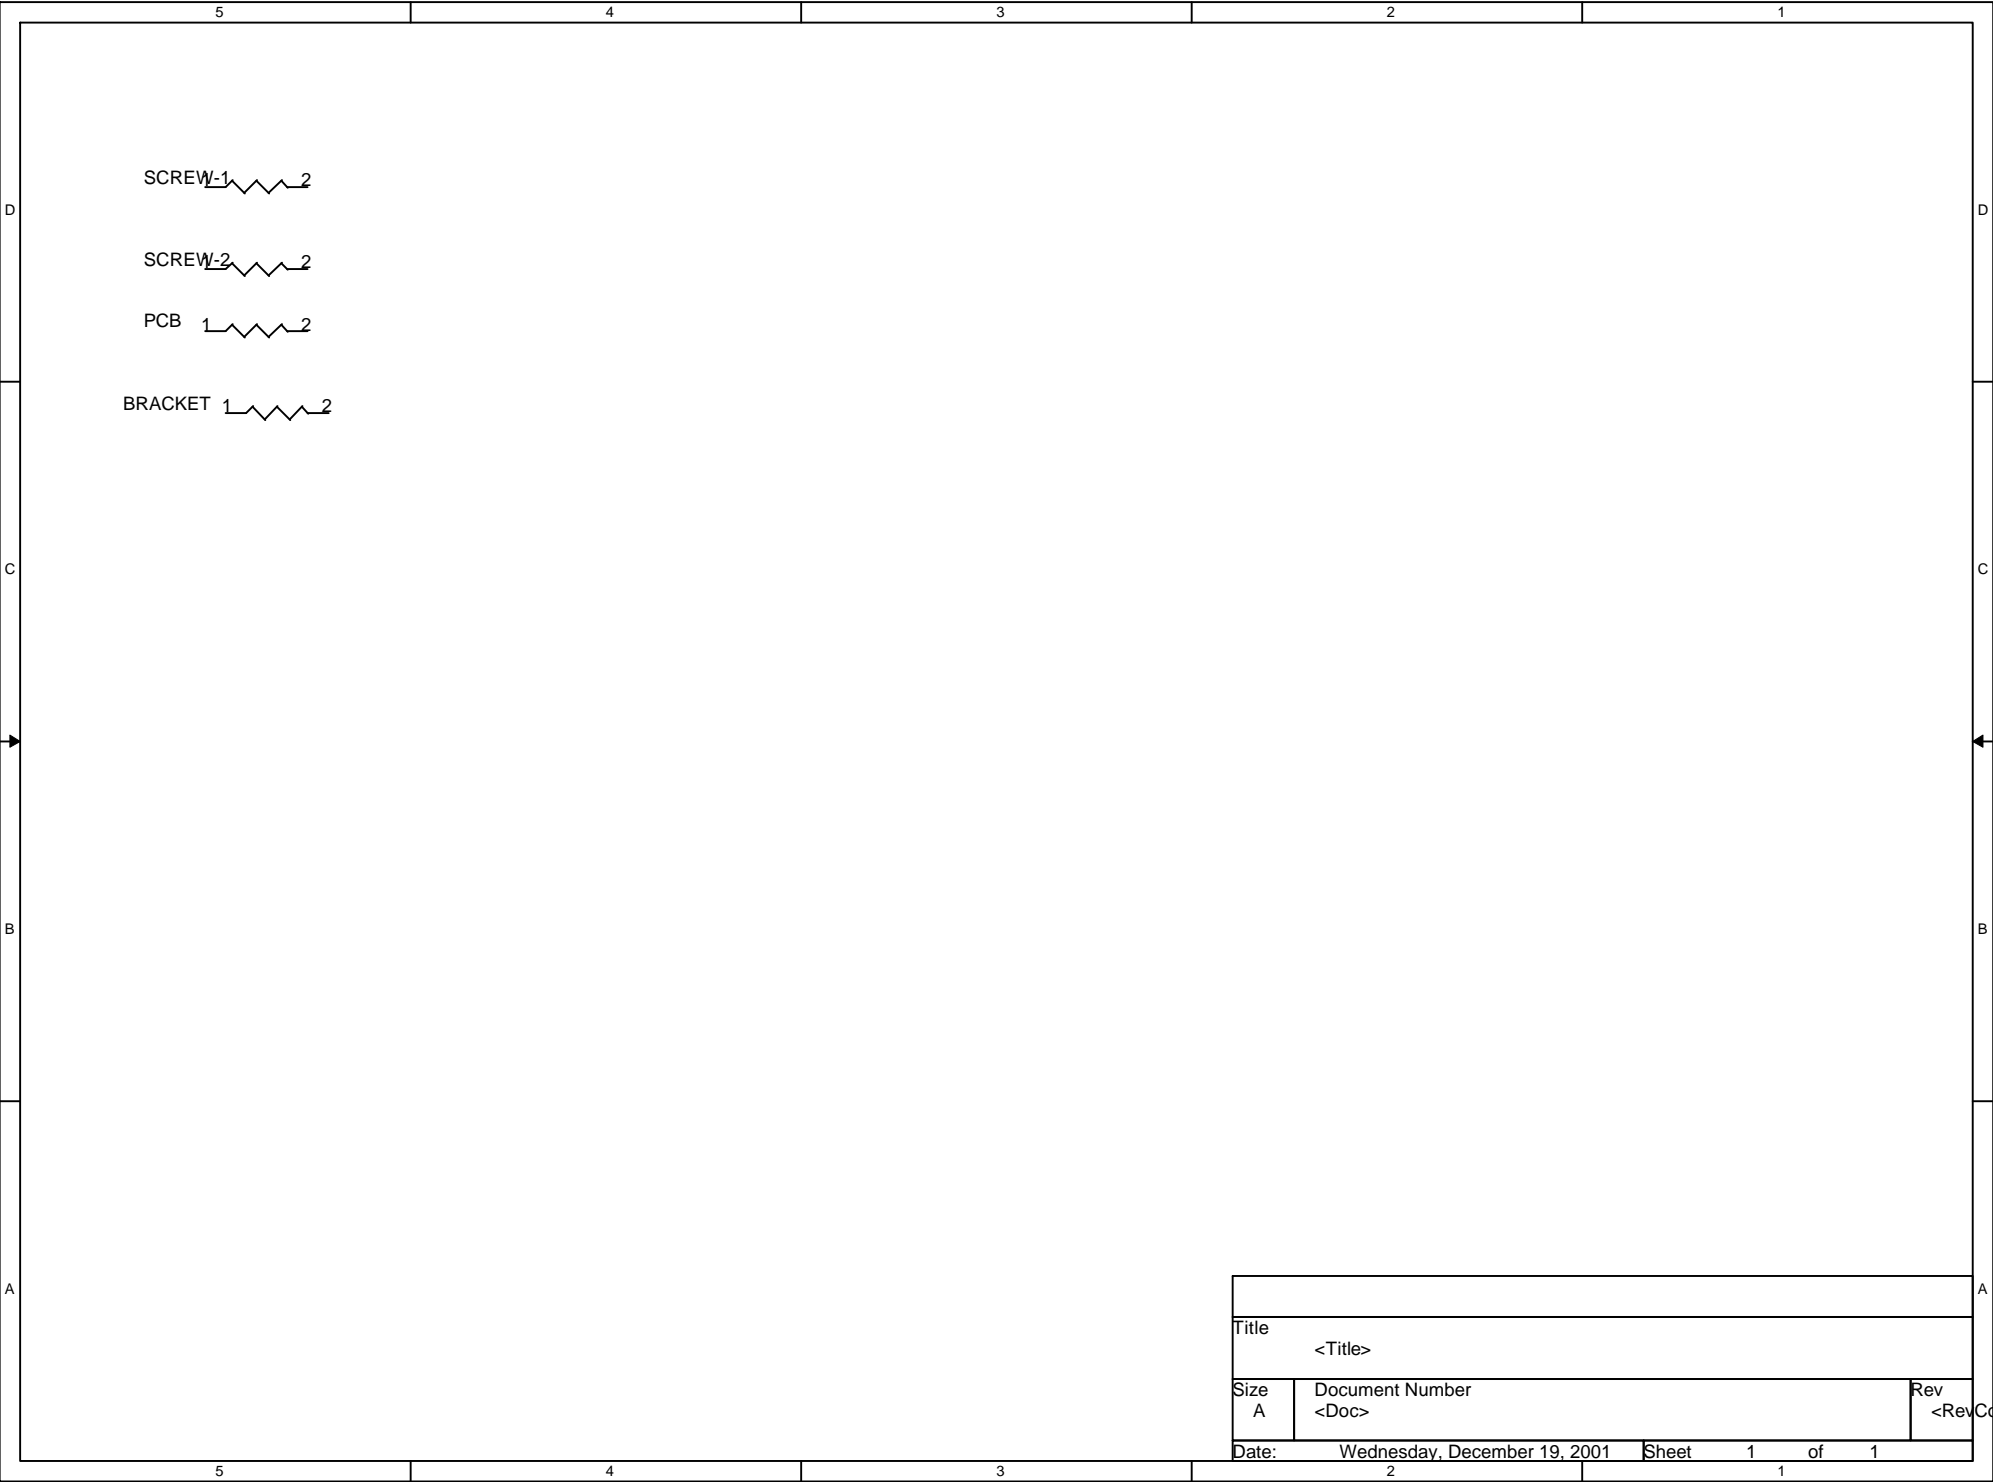 5 4 3 2 1
SCREW-1 1 2
D D
SCREW-2 1 2
PCB 1 2
BRACKET 1 2
C C
B B
A A
Title
<Title>
Size Document Number Rev
A <Doc> <RevCo
Date: Wednesday, December 19, 2001 Sheet 1 of 1
5 4 3 2 1